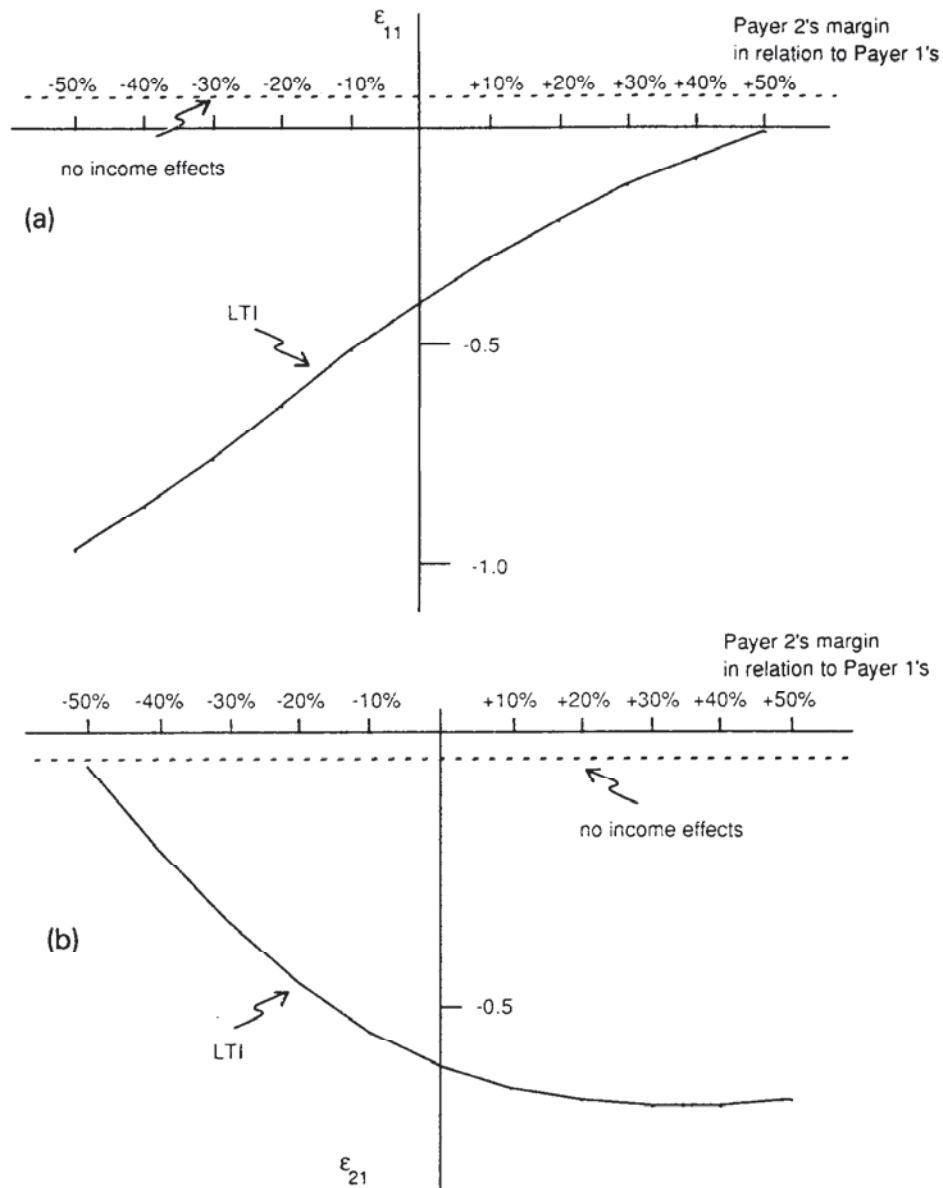 ε11
Payer 2's margin
in relation to Payer 1's
-50% -40% -30% -20% -10% +10% +20% +30% +40% +50%
no income effects
(a)
LTI
-0.5
-1.0
Payer 2's margin
in relation to Payer 1's
-50% -40% -30% -20% -10% +10% +20% +30% +40% +50%
no income effects
(b)
-0.5
LTI
ε21